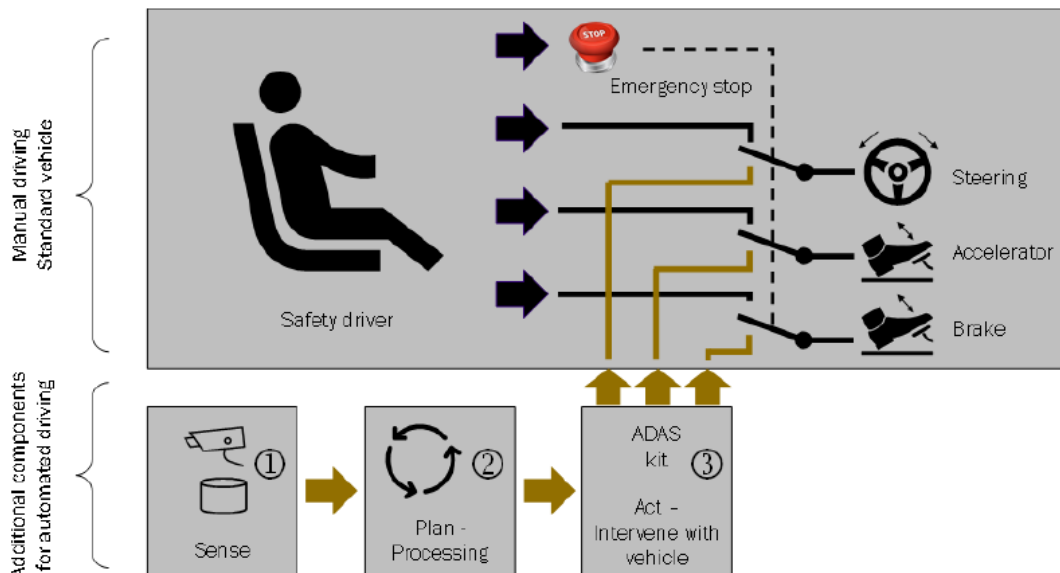 Manual driving
Standard vehicle
STOP
Emergency stop
Steering
Accelerator
Brake
Safety driver
Additional components
for automated driving
①
Sense
②
Plan -
Processing
ADAS
kit
③
Act –
Intervene with
vehicle